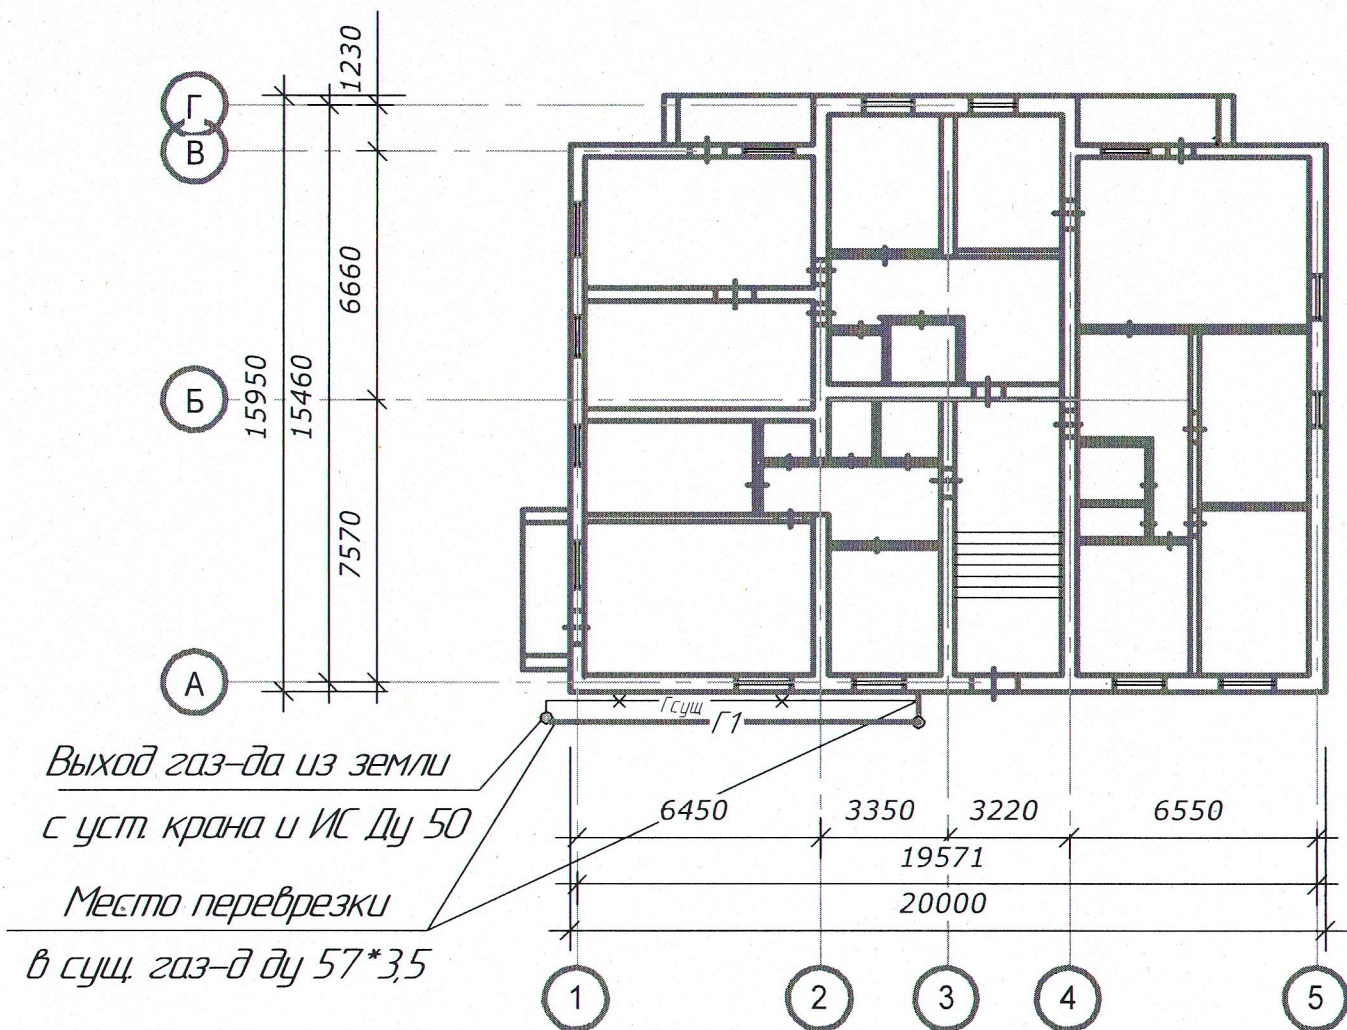 1230
Г
В
6660
15950
15460
Б
7570
А
Гсущ
Г1
Выход газ-да из земли
с уст. крана и ИС Ду 50
Место переврезки
в сущ. газ-д ду 57*3,5
6450
3350
3220
6550
19571
20000
1
2
3
4
5